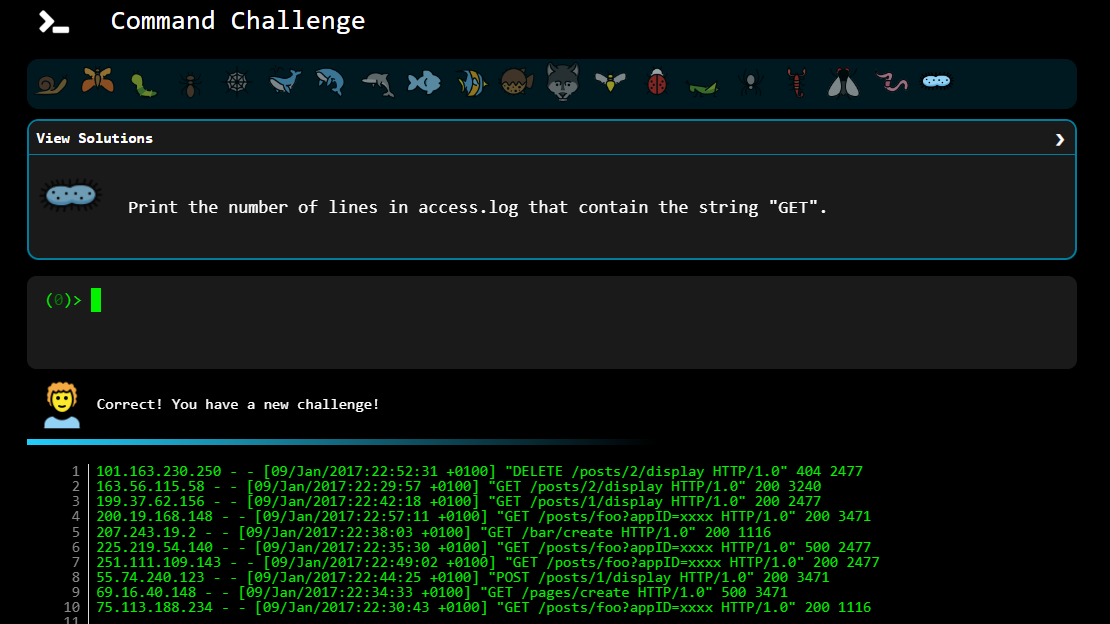 Command Challenge
View Solutions
Print the number of lines in access.log that contain the string "GET".
(0)>
Correct! You have a new challenge!
1 101.163.230.250 - - [09/Jan/2017:22:52:31 +0100] "DELETE /posts/2/display HTTP/1.0" 404 2477
2 163.56.115.58 - - [09/Jan/2017:22:29:57 +0100] "GET /posts/2/display HTTP/1.0" 200 3240
3 199.37.62.156 - - [09/Jan/2017:22:42:18 +0100] "GET /posts/1/display HTTP/1.0" 200 2477
4 200.19.168.148 - - [09/Jan/2017:22:57:11 +0100] "GET /posts/foo?appID=xxxx HTTP/1.0" 200 3471
5 207.243.19.2 - - [09/Jan/2017:22:38:03 +0100] "GET /bar/create HTTP/1.0" 200 1116
6 225.219.54.140 - - [09/Jan/2017:22:35:30 +0100] "GET /posts/foo?appID=xxxx HTTP/1.0" 500 2477
7 251.111.109.143 - - [09/Jan/2017:22:49:02 +0100] "GET /posts/foo?appID=xxxx HTTP/1.0" 200 2477
8 55.74.240.123 - - [09/Jan/2017:22:44:25 +0100] "POST /posts/1/display HTTP/1.0" 200 3471
9 69.16.40.148 - - [09/Jan/2017:22:34:33 +0100] "GET /pages/create HTTP/1.0" 500 3471
10 75.113.188.234 - - [09/Jan/2017:22:30:43 +0100] "GET /posts/foo?appID=xxxx HTTP/1.0" 200 1116
11